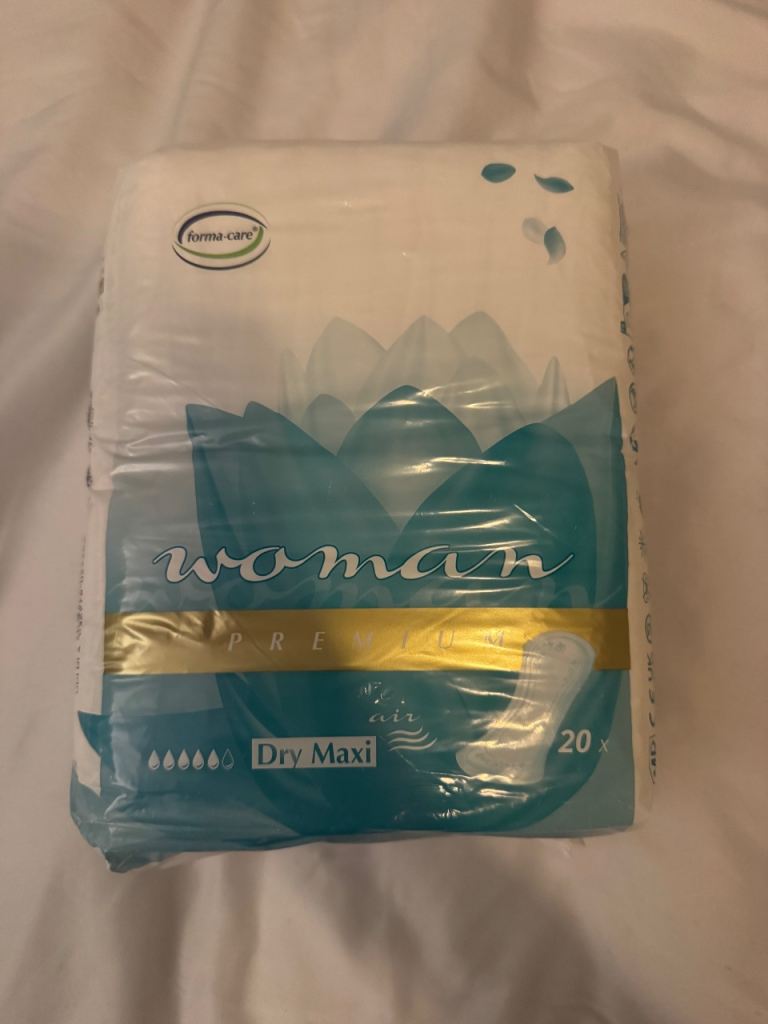 forma-care®
woman
PREMIUM
air
Dry Maxi
20 x